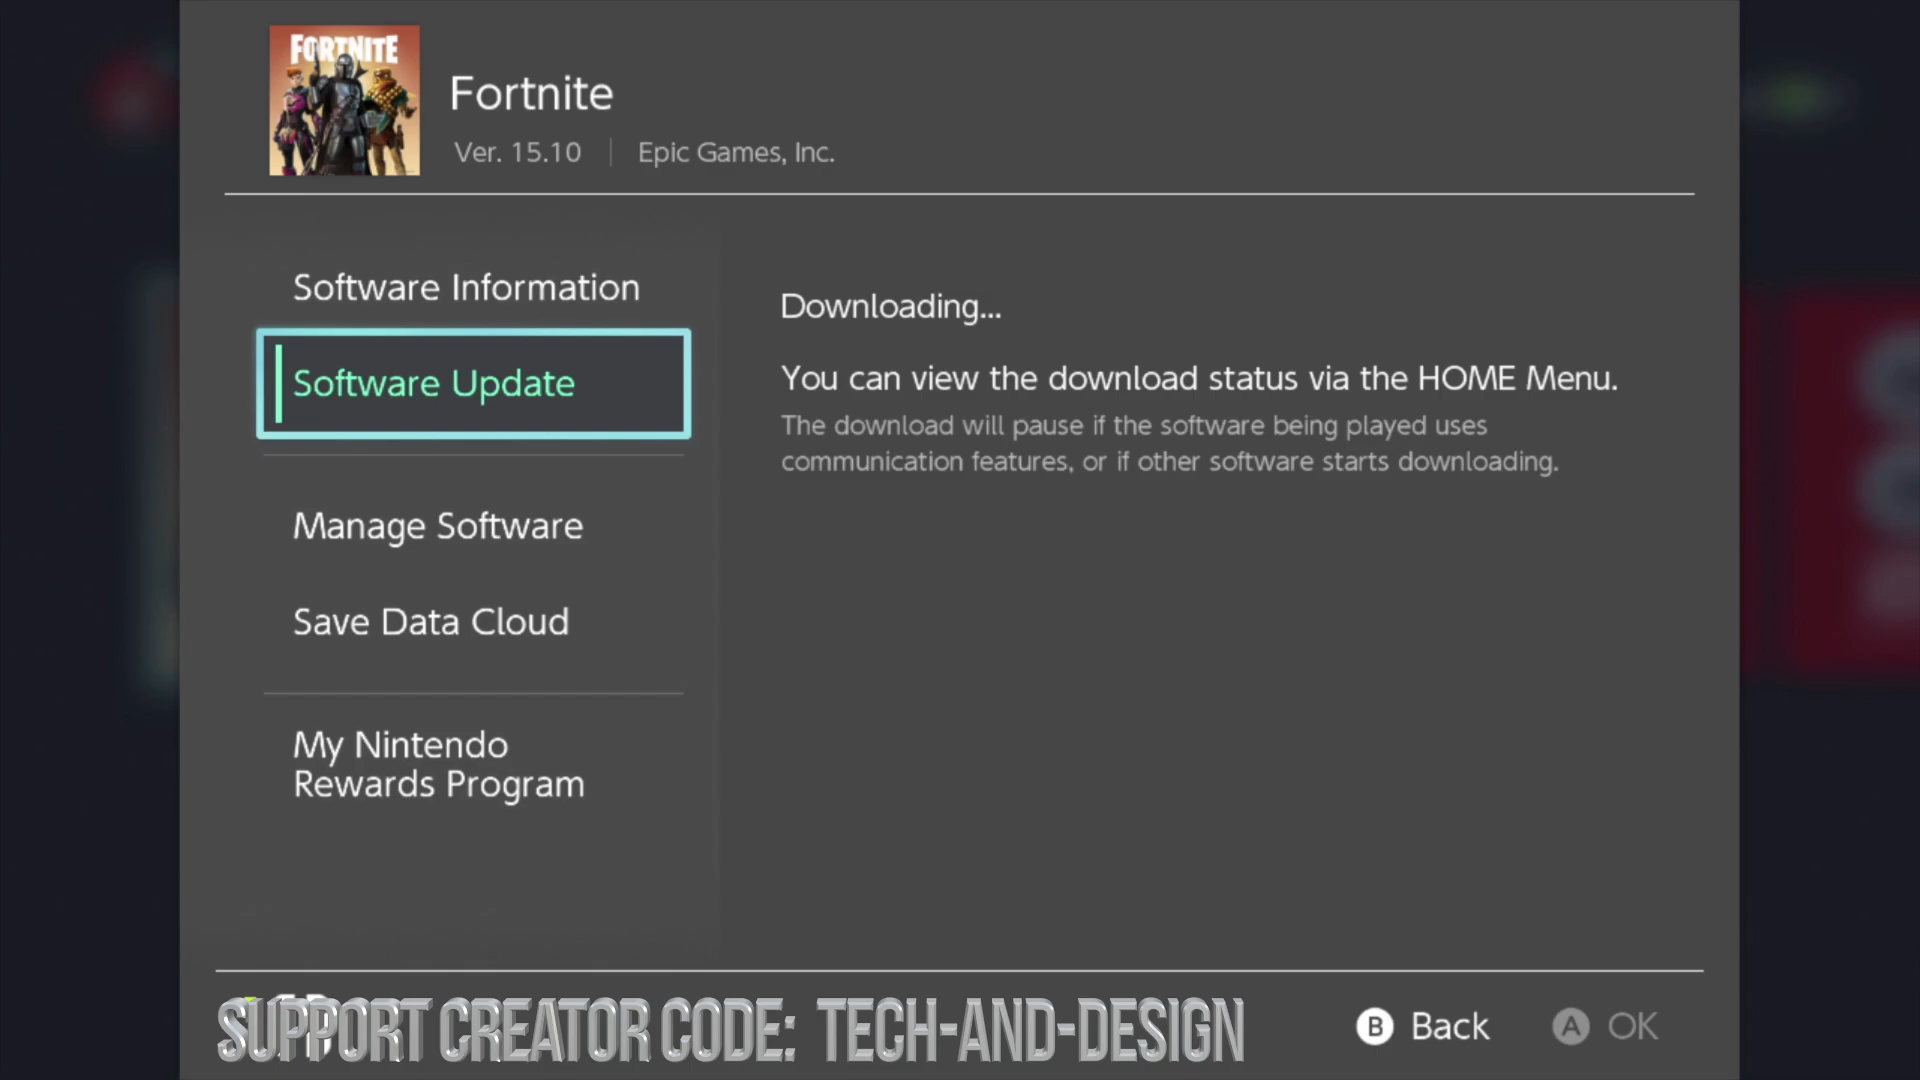 FORTNITE
Fortnite
Ver. 15.10 | Epic Games, Inc.
Software Information
Software Update
Manage Software
Save Data Cloud
My Nintendo
Rewards Program
Downloading...
You can view the download status via the HOME Menu.
The download will pause if the software being played uses
communication features, or if other software starts downloading.
SUPPORT CREATOR CODE: TECH-AND-DESIGN
B Back
A OK